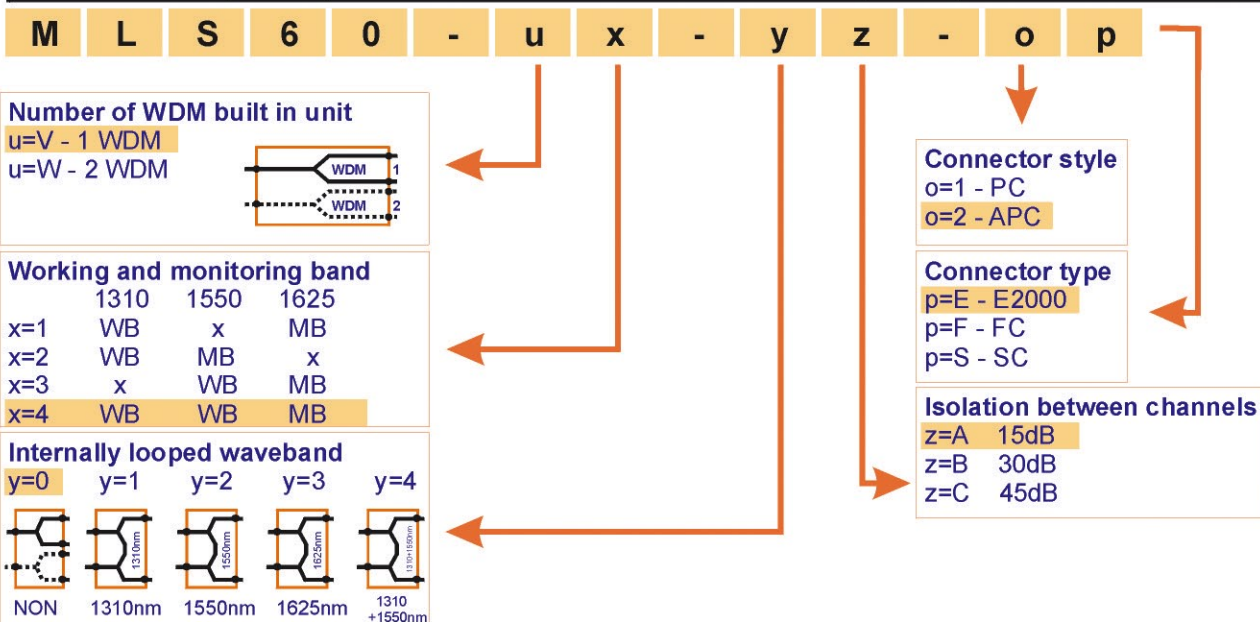 M L S 6 0 - u x - y z - o p
Number of WDM built in unit
u=V - 1 WDM
u=W - 2 WDM
WDM 1
WDM 2
Working and monitoring band
1310 1550 1625
x=1 WB x MB
x=2 WB MB x
x=3 x WB MB
x=4 WB WB MB
Internally looped waveband
y=0 y=1 y=2 y=3 y=4
1310nm 1550nm 1625nm 1310+1550nm
NON 1310nm 1550nm 1625nm 1310
+1550nm
Connector style
o=1 - PC
o=2 - APC
Connector type
p=E - E2000
p=F - FC
p=S - SC
Isolation between channels
z=A 15dB
z=B 30dB
z=C 45dB